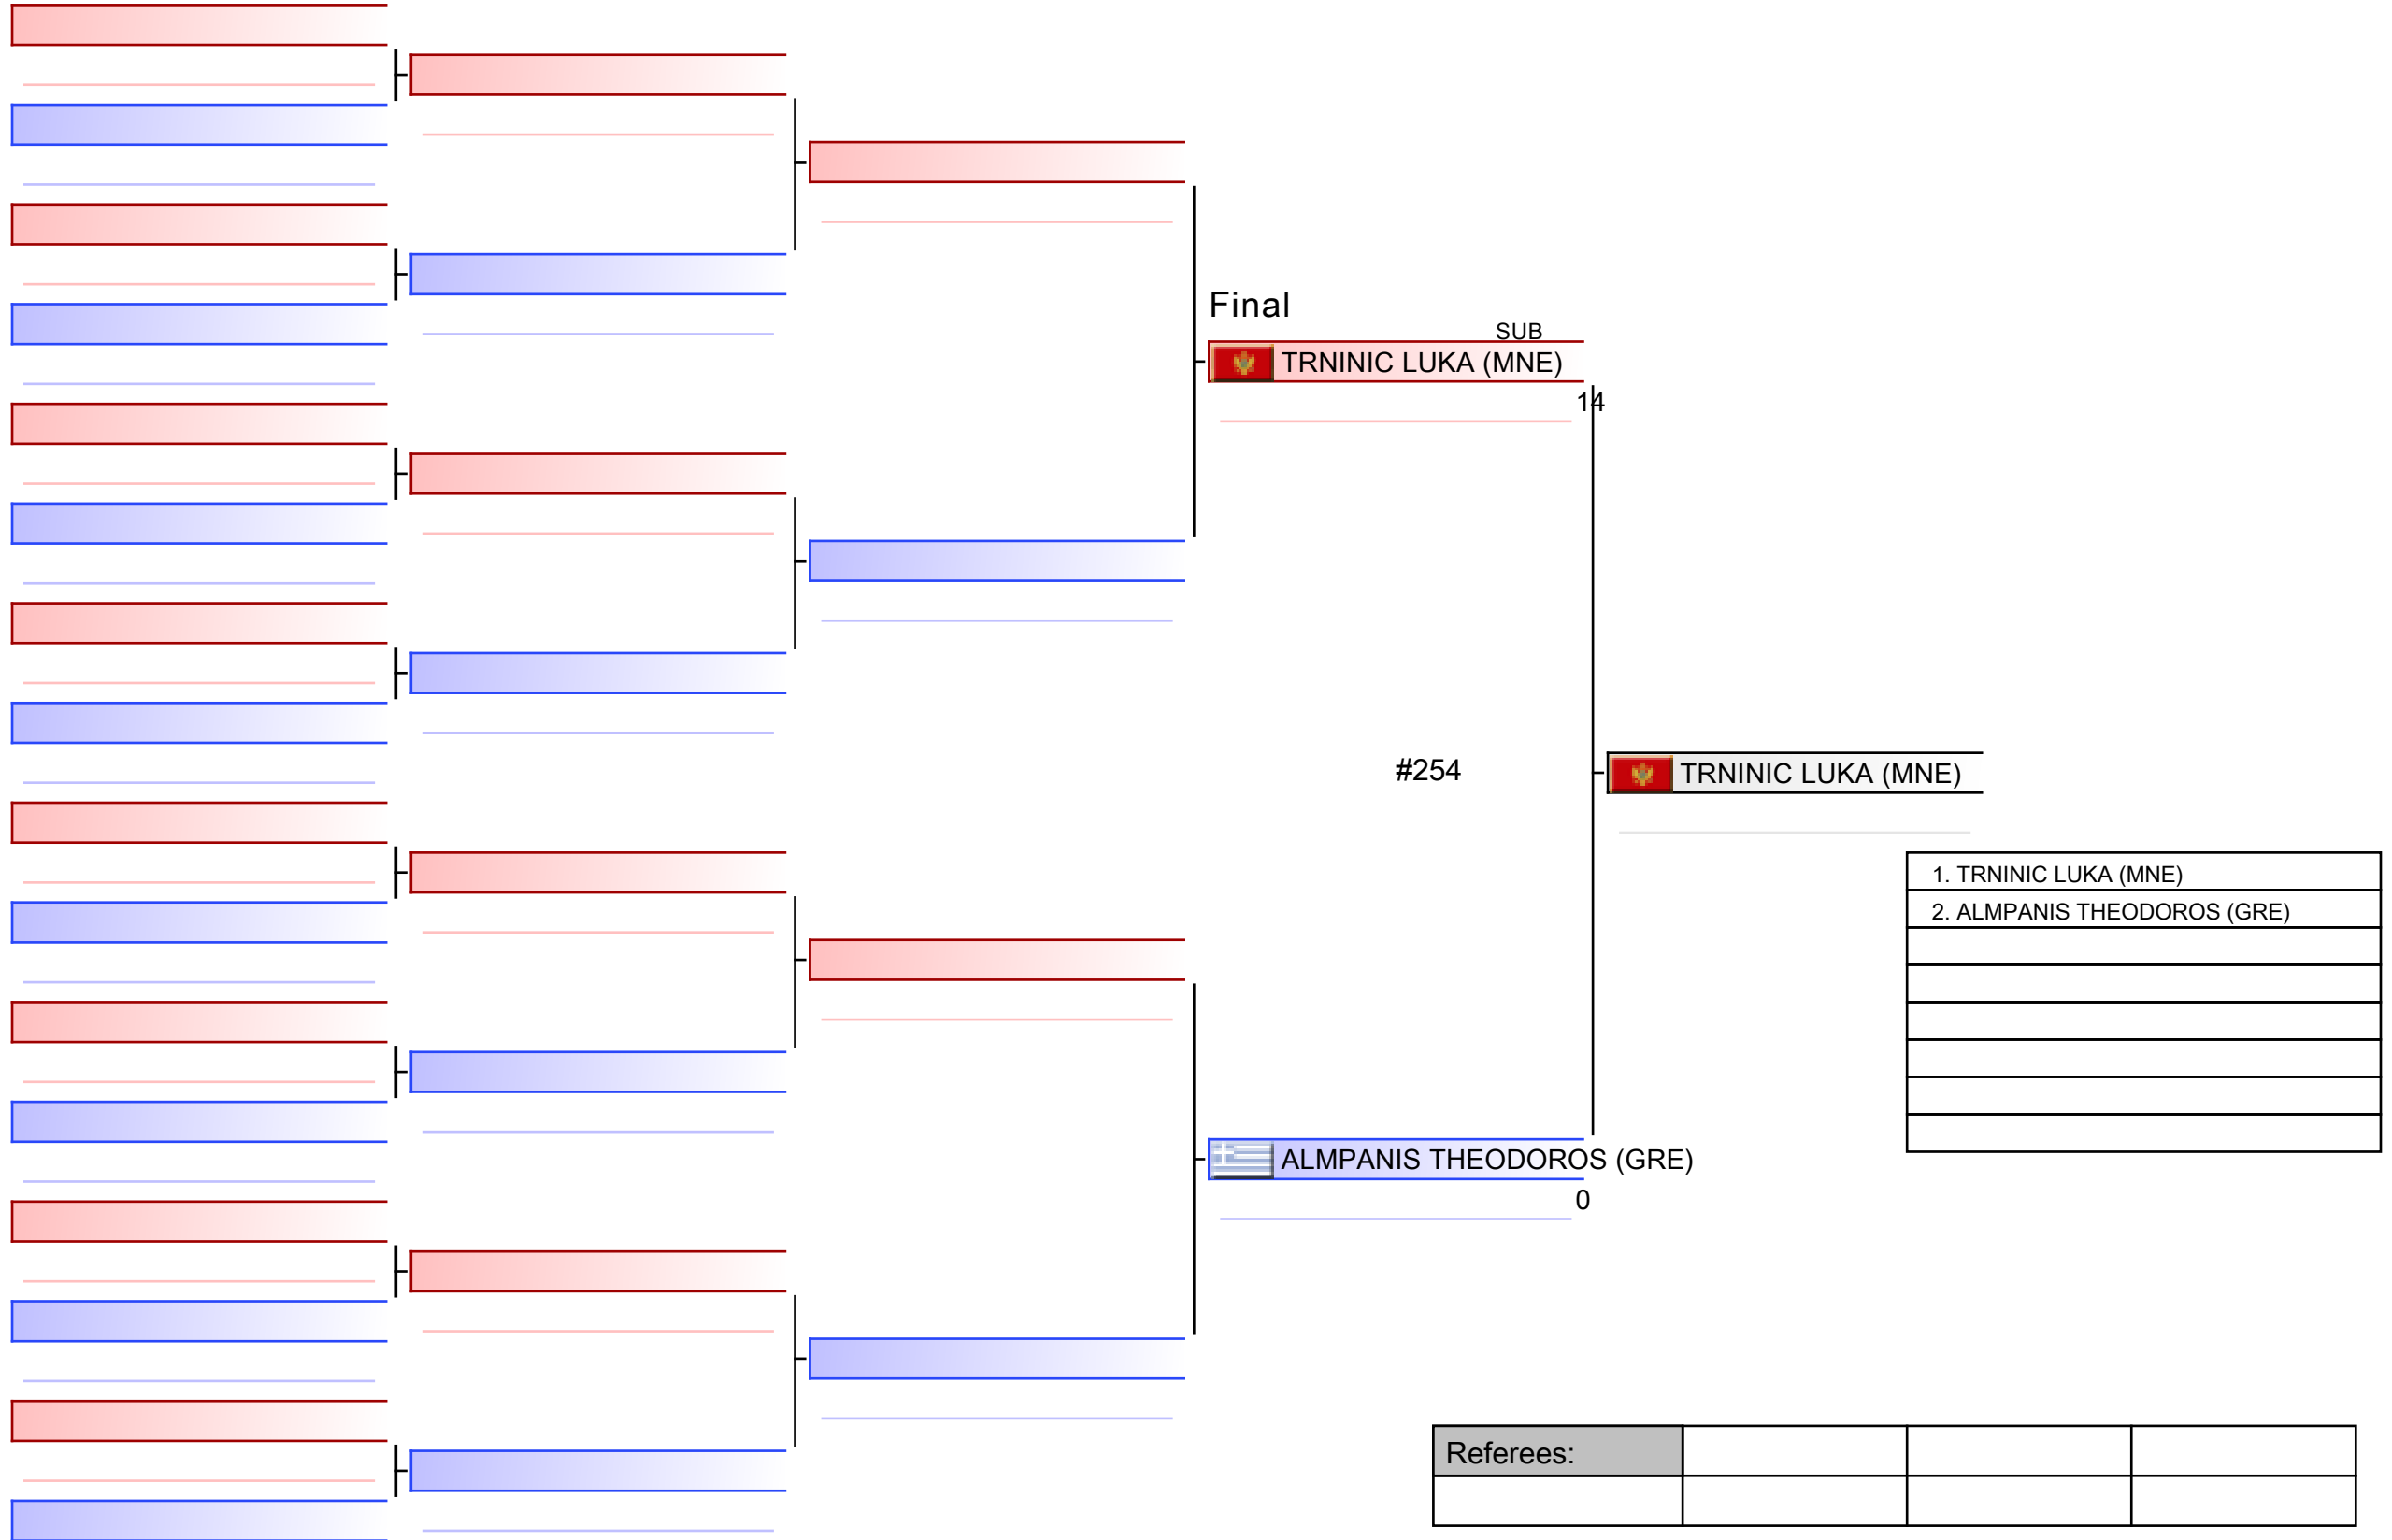 Final
SUB
TRNINIC LUKA (MNE)
14
#254
TRNINIC LUKA (MNE)
1. TRNINIC LUKA (MNE)
2. ALMPANIS THEODOROS (GRE)
ALMPANIS THEODOROS (GRE)
0
Referees: